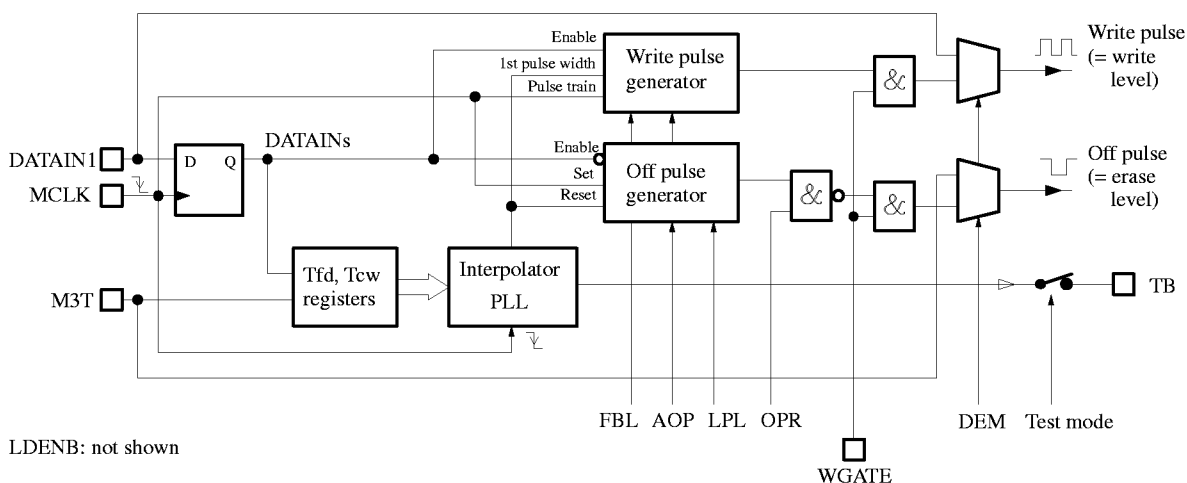 Enable
1st pulse width
Pulse train
Write pulse
generator
&
Write pulse
(= write
level)
DATAIN1
D Q
DATAINs
MCLK
Enable
Set
Reset
Off pulse
generator
&
&
Off pulse
(= erase
level)
M3T
Tfd, Tcw
registers
Interpolator
PLL
TB
FBL
AOP
LPL
OPR
DEM
Test mode
LDENB: not shown
WGATE